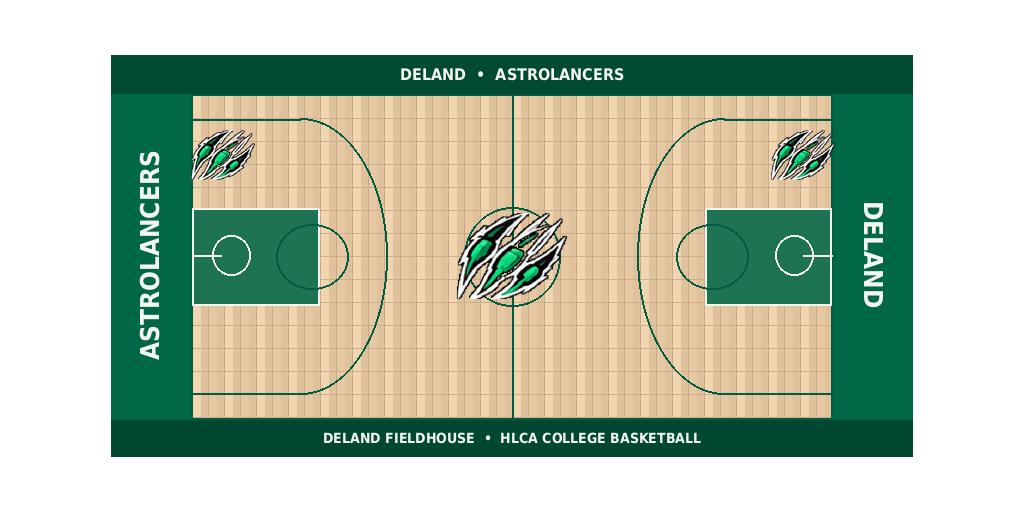 DELAND • ASTROLANCERS
ASTROLANCERS
DELAND
DELAND FIELDHOUSE • HLCA COLLEGE BASKETBALL